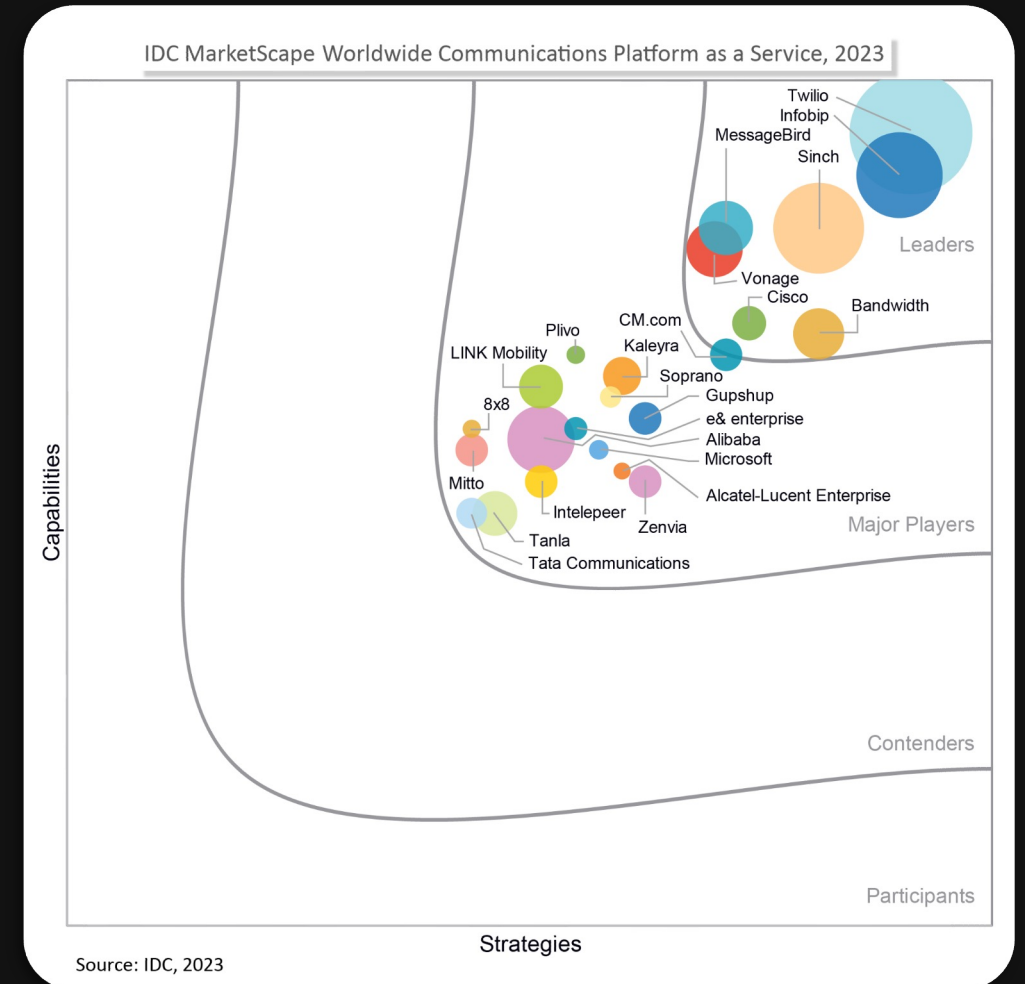 IDC MarketScape Worldwide Communications Platform as a Service, 2023
Twilio
Infobip
MessageBird
Sinch
Leaders
Vonage
Cisco
Bandwidth
CM.com
Plivo
Kaleyra
LINK Mobility
Soprano
Gupshup
8x8
e& enterprise
Alibaba
Microsoft
Mitto
Alcatel-Lucent Enterprise
Intelepeer
Zenvia
Major Players
Tanla
Tata Communications
Capabilities
Contenders
Participants
Strategies
Source: IDC, 2023